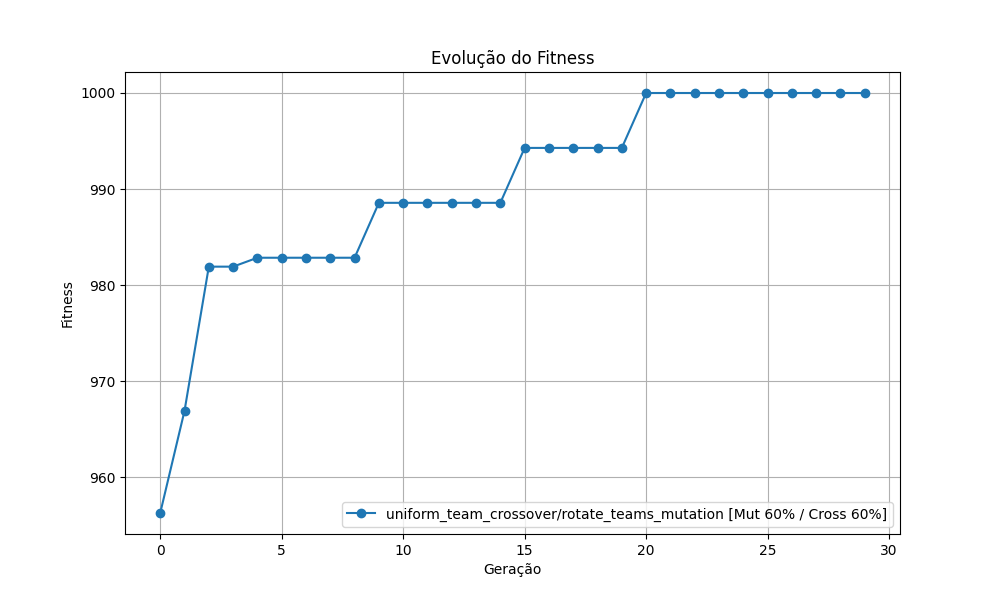 Evolução do Fitness
Fitness
1000
990
980
970
960
0 5 10 15 20 25 30
Geração
uniform_team_crossover/rotate_teams_mutation [Mut 60% / Cross 60%]